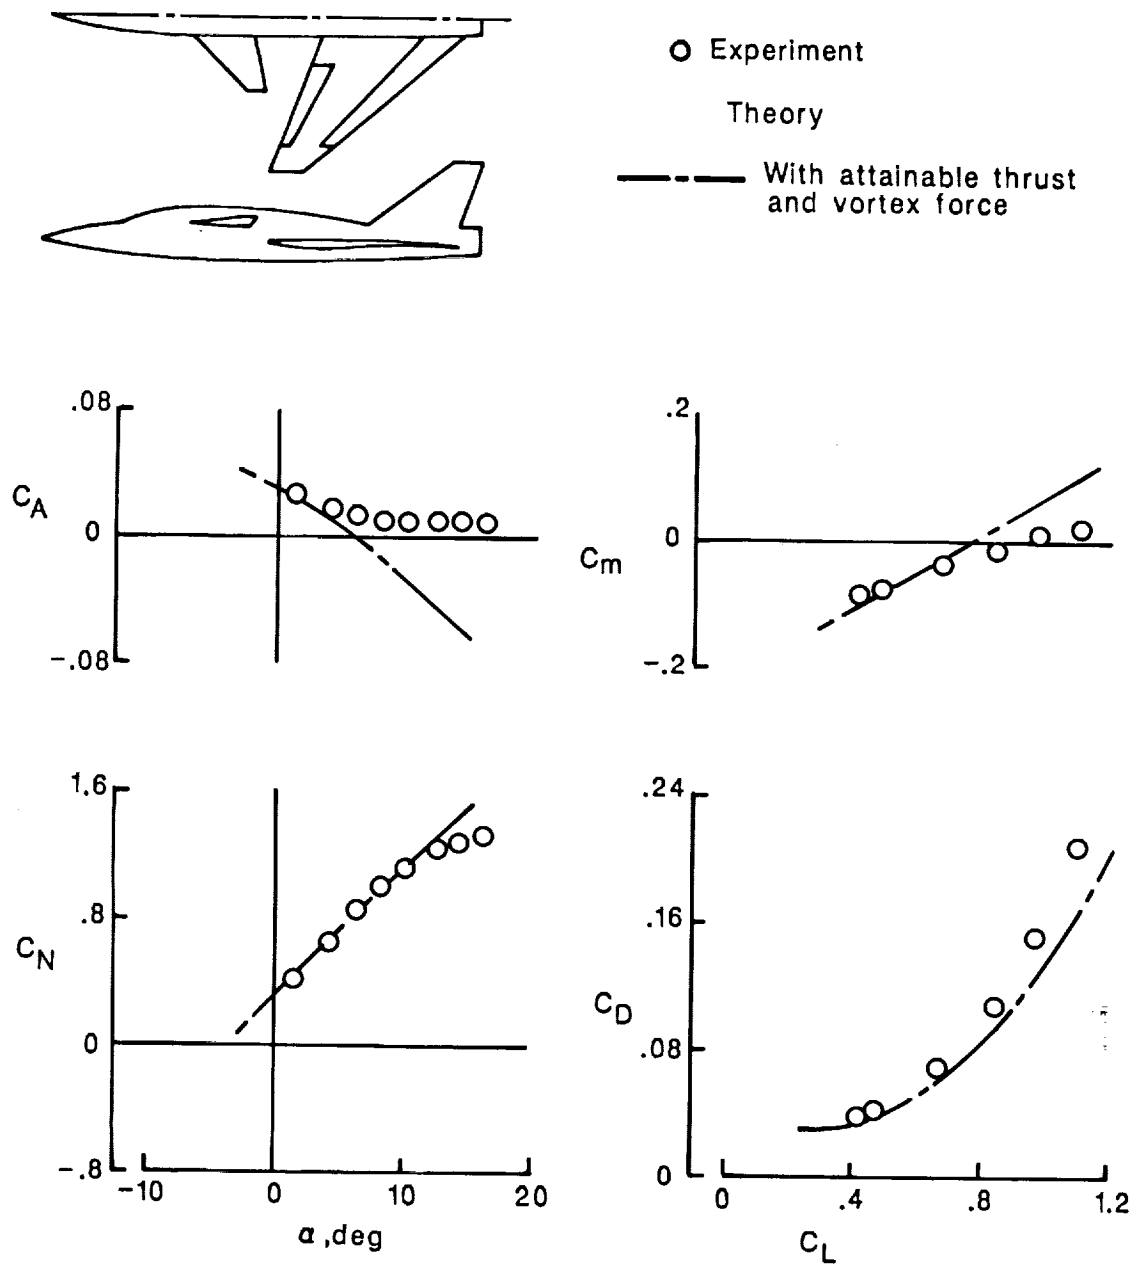 Experiment
Theory
With attainable thrust
and vortex force
.08
C_A
0
-.08
.2
0
C_m
-.2
1.6
.8
C_N
0
-.8
-10 0 10 20
α,deg
.24
.16
C_D
.08
0
0 .4 .8 1.2
C_L